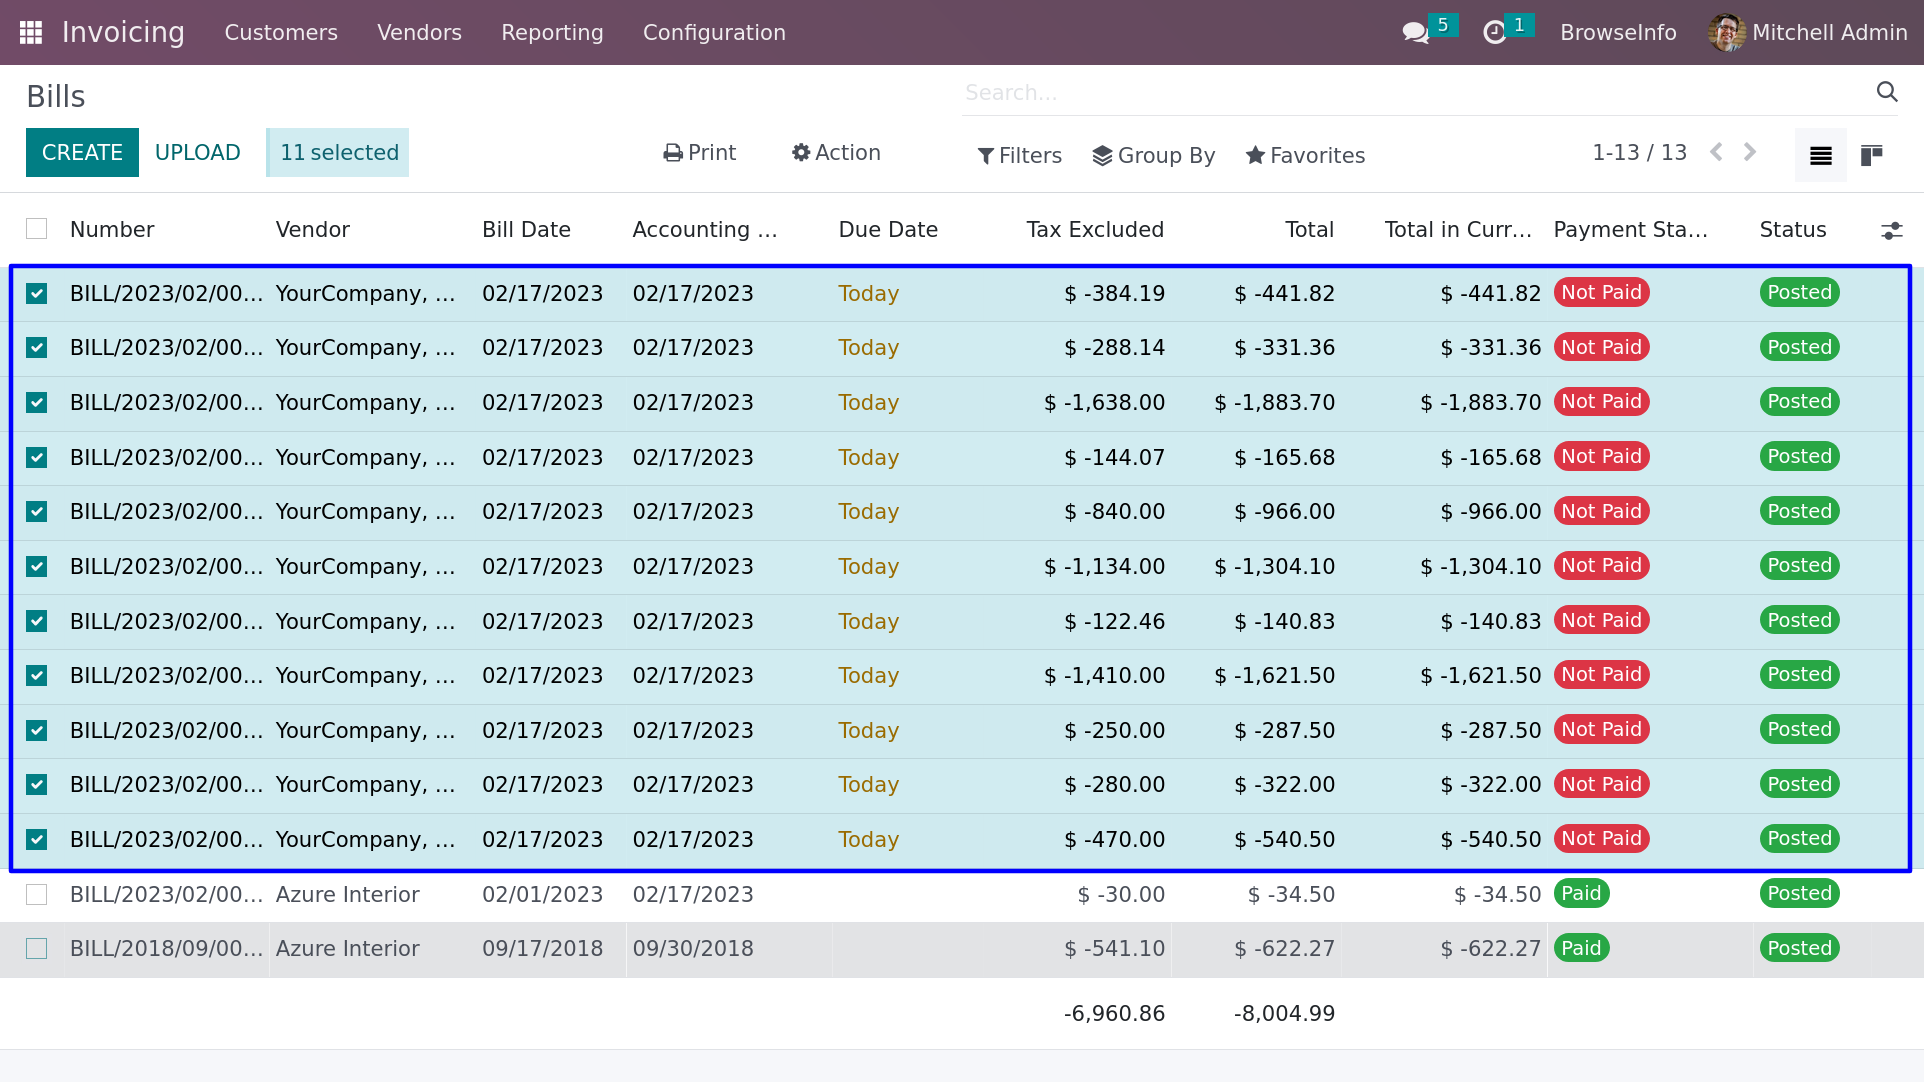 Invoicing Customers Vendors Reporting Configuration 5 1 BrowseInfo Mitchell Admin
Bills Search...
CREATE UPLOAD 11 selected Print Action Filters Group By Favorites 1-13 / 13
Number Vendor Bill Date Accounting ... Due Date Tax Excluded Total Total in Curr... Payment Sta... Status
BILL/2023/02/00... YourCompany, ... 02/17/2023 02/17/2023 Today $ -384.19 $ -441.82 $ -441.82 Not Paid Posted
BILL/2023/02/00... YourCompany, ... 02/17/2023 02/17/2023 Today $ -288.14 $ -331.36 $ -331.36 Not Paid Posted
BILL/2023/02/00... YourCompany, ... 02/17/2023 02/17/2023 Today $ -1,638.00 $ -1,883.70 $ -1,883.70 Not Paid Posted
BILL/2023/02/00... YourCompany, ... 02/17/2023 02/17/2023 Today $ -144.07 $ -165.68 $ -165.68 Not Paid Posted
BILL/2023/02/00... YourCompany, ... 02/17/2023 02/17/2023 Today $ -840.00 $ -966.00 $ -966.00 Not Paid Posted
BILL/2023/02/00... YourCompany, ... 02/17/2023 02/17/2023 Today $ -1,134.00 $ -1,304.10 $ -1,304.10 Not Paid Posted
BILL/2023/02/00... YourCompany, ... 02/17/2023 02/17/2023 Today $ -122.46 $ -140.83 $ -140.83 Not Paid Posted
BILL/2023/02/00... YourCompany, ... 02/17/2023 02/17/2023 Today $ -1,410.00 $ -1,621.50 $ -1,621.50 Not Paid Posted
BILL/2023/02/00... YourCompany, ... 02/17/2023 02/17/2023 Today $ -250.00 $ -287.50 $ -287.50 Not Paid Posted
BILL/2023/02/00... YourCompany, ... 02/17/2023 02/17/2023 Today $ -280.00 $ -322.00 $ -322.00 Not Paid Posted
BILL/2023/02/00... YourCompany, ... 02/17/2023 02/17/2023 Today $ -470.00 $ -540.50 $ -540.50 Not Paid Posted
BILL/2023/02/00... Azure Interior 02/01/2023 02/17/2023 $ -30.00 $ -34.50 $ -34.50 Paid Posted
BILL/2018/09/00... Azure Interior 09/17/2018 09/30/2018 $ -541.10 $ -622.27 $ -622.27 Paid Posted
-6,960.86 -8,004.99